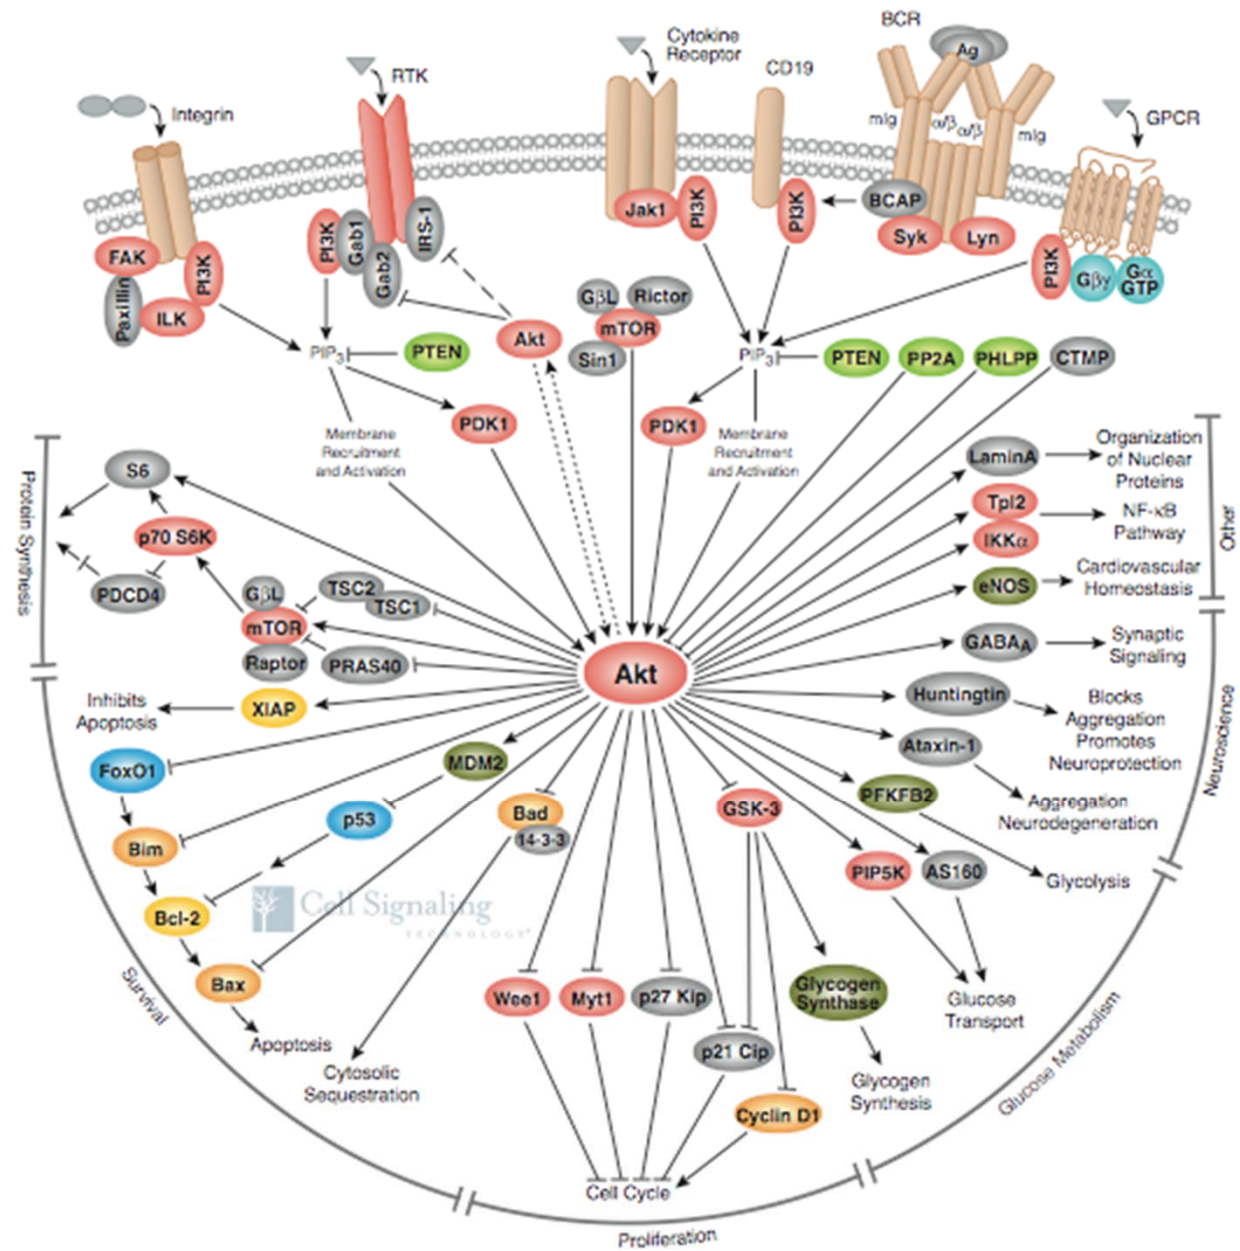 BCR
Cytokine
Receptor
Ag
CD19
RTK
Integrin
GPCR
mIg
α/β
α/β
mIg
Jak1
PI3K
PI3K
BCAP
Syk
Lyn
PI3K
Gβγ
Gα
GTP
FAK
PI3K
Paxillin
ILK
PI3K
Gab1
Gab2
IRS-1
GβL
Rictor
mTOR
Sin1
Akt
PIP3
PTEN
PIP3
PTEN
PP2A
PHLPP
CTMP
PDK1
PDK1
Membrane
Recruitment
and Activation
Membrane
Recruitment
and Activation
LaminA
Organization
of Nuclear
Proteins
Tpl2
IKKα
NF-κB
Pathway
eNOS
Cardiovascular
Homeostasis
Other
Protein Synthesis
S6
p70 S6K
PDCD4
GβL
mTOR
Raptor
TSC2
TSC1
PRAS40
Akt
GABAA
Synaptic
Signaling
Huntingtin
Blocks
Aggregation
Promotes
Neuroprotection
Ataxin-1
Aggregation
Neurodegeneration
Neuroscience
Inhibits
Apoptosis
XIAP
FoxO1
MDM2
p53
Bim
Bcl-2
Bax
Apoptosis
Survival
Bad
14-3-3
Cytosolic
Sequestration
Cell Signaling
TECHNOLOGY®
GSK-3
PFKFB2
PIP5K
AS160
Glycolysis
Glucose
Transport
Glucose Metabolism
Wee1
Myt1
p27 Kip
p21 Cip
Cyclin D1
Glycogen
Synthase
Glycogen
Synthesis
Cell Cycle
Proliferation